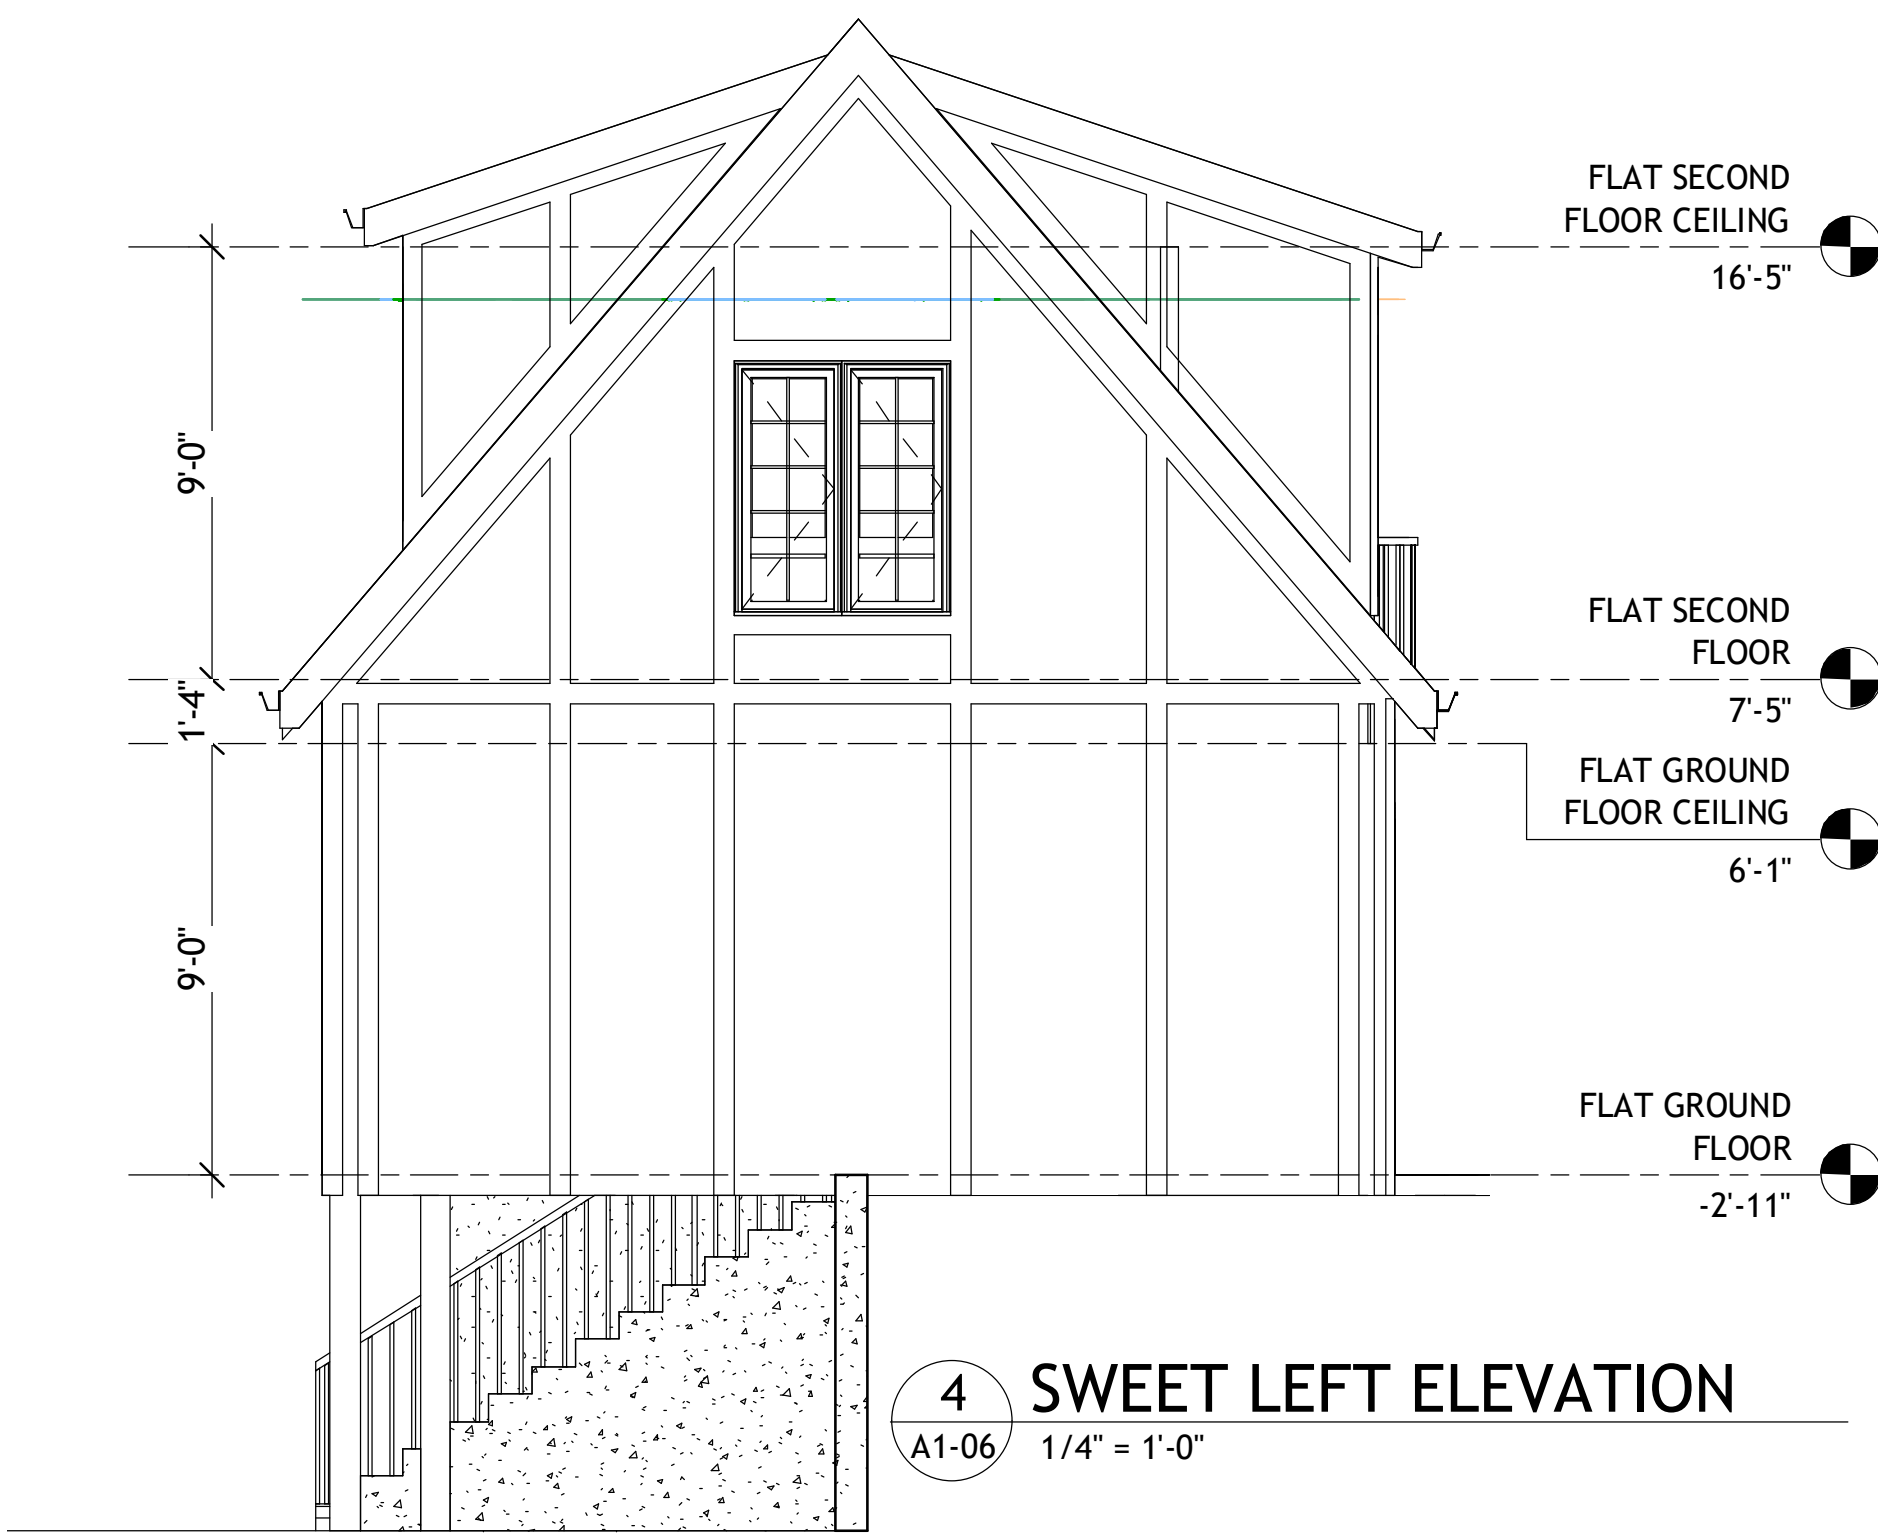 FLAT SECOND
FLOOR CEILING
16'-5"
9'-0"
FLAT SECOND
FLOOR
7'-5"
1'-4"
FLAT GROUND
FLOOR CEILING
6'-1"
9'-0"
FLAT GROUND
FLOOR
-2'-11"
4 SWEET LEFT ELEVATION
A1-06 1/4" = 1'-0"